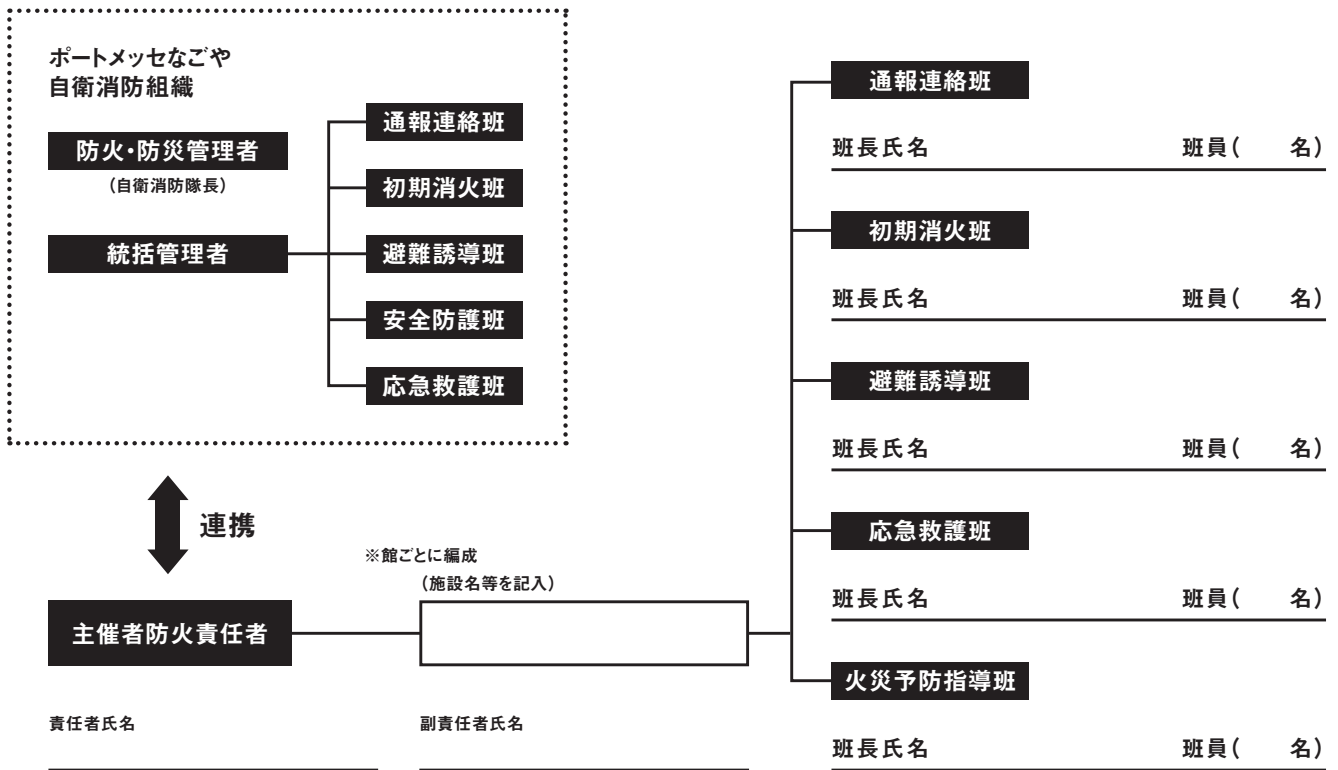 ポートメッセなごや
自衛消防組織
防火・防災管理者
(自衛消防隊長)
統括管理者
通報連絡班
初期消火班
避難誘導班
安全防護班
応急救護班
連携
※館ごとに編成
(施設名等を記入)
主催者防火責任者
責任者氏名
副責任者氏名
通報連絡班
班長氏名 班員( 名)
初期消火班
班長氏名 班員( 名)
避難誘導班
班長氏名 班員( 名)
応急救護班
班長氏名 班員( 名)
火災予防指導班
班長氏名 班員( 名)